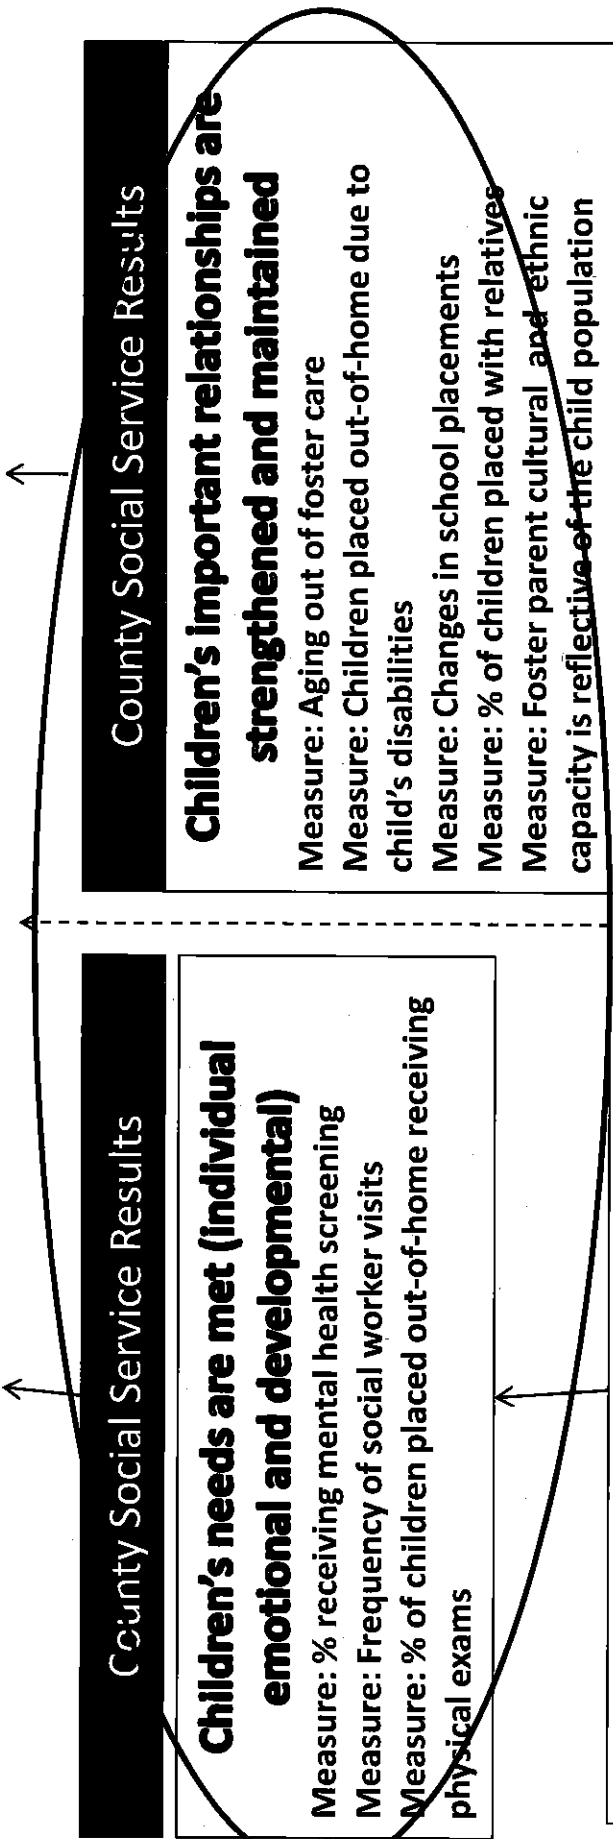 County Social Service Results
Children's needs are met (individual
emotional and developmental)
Measure: % receiving mental health screening
Measure: Frequency of social worker visits
Measure: % of children placed out-of-home receiving
physical exams
County Social Service Results
Children's important relationships are
strengthened and maintained
Measure: Aging out of foster care
Measure: Children placed out-of-home due to
child's disabilities
Measure: Changes in school placements
Measure: % of children placed with relatives
Measure: Foster parent cultural and ethnic
capacity is reflective of the child population